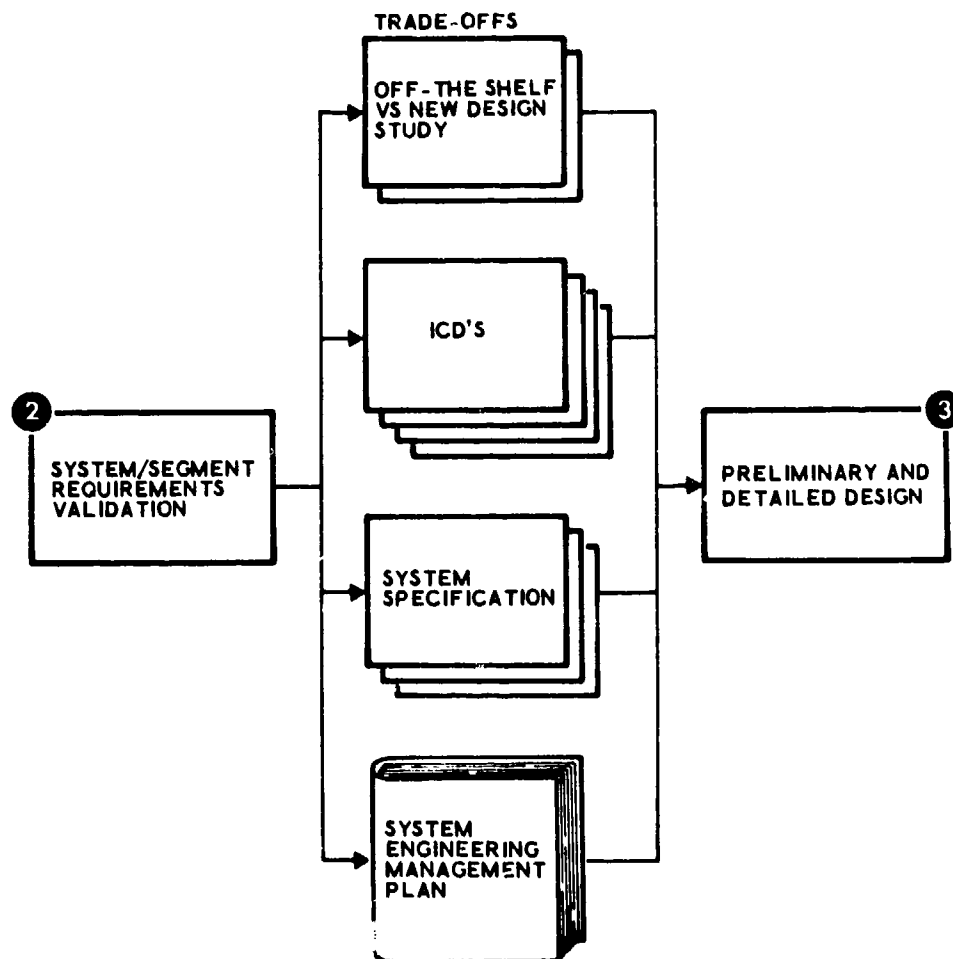 TRADE-OFFS
OFF-THE SHELF
VS NEW DESIGN
STUDY
ICD'S
2
SYSTEM/SEGMENT
REQUIREMENTS
VALIDATION
3
PRELIMINARY AND
DETAILED DESIGN
SYSTEM
SPECIFICATION
SYSTEM
ENGINEERING
MANAGEMENT
PLAN